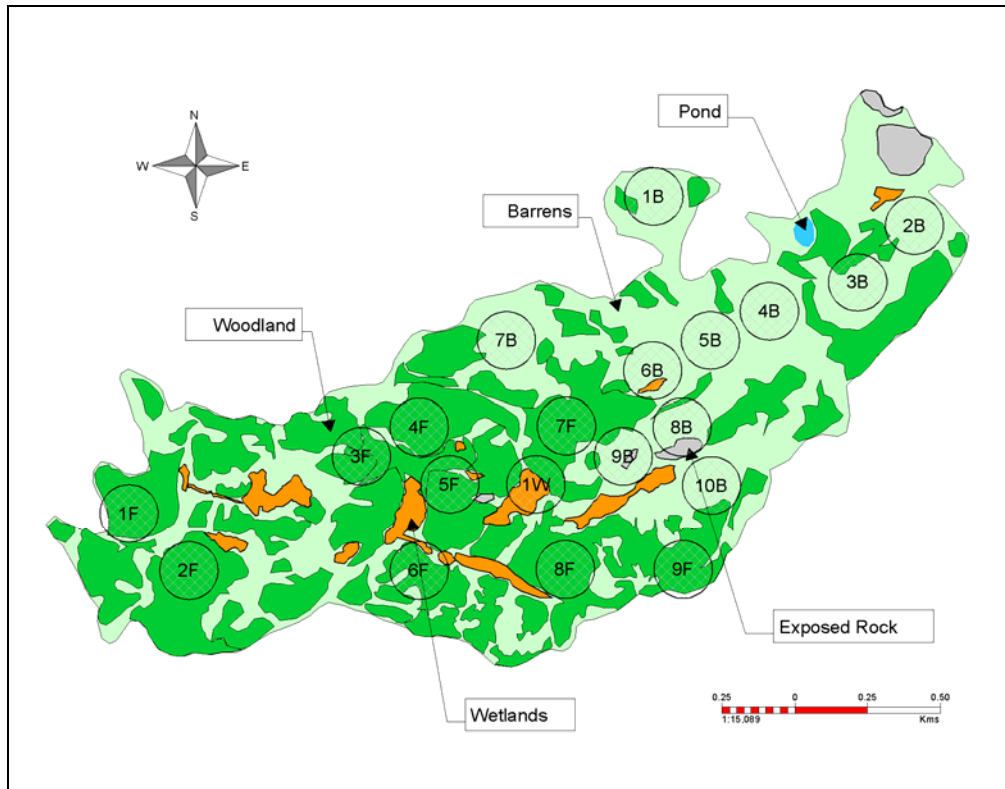 Pond
N
1B
W
E
Barrens
S
2B
3B
4B
Woodland
7B
5B
6B
4F
7F
8B
3F
9B
5F
1W
10B
1F
2F
6F
8F
9F
Exposed Rock
0.25
0
0.25
0.50
Wetlands
1:15,089
Kms